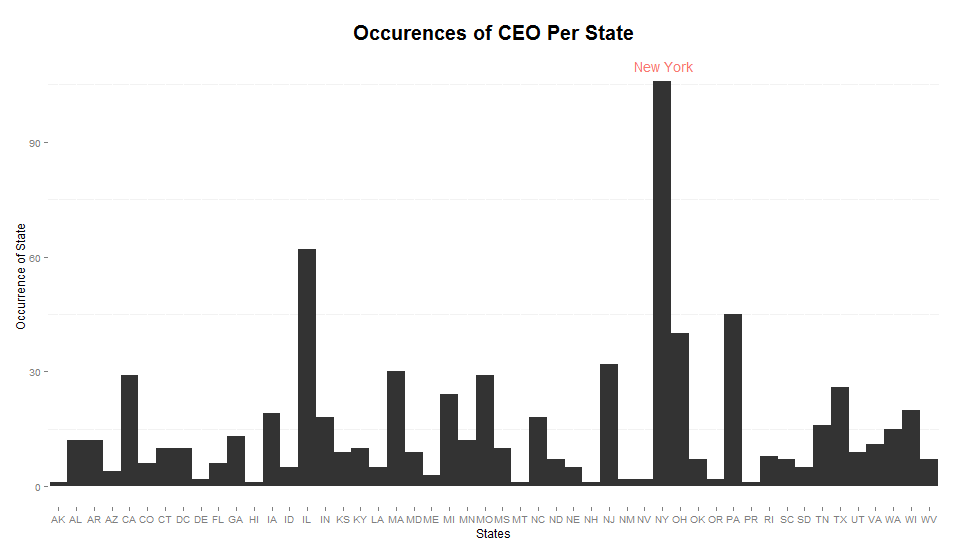 Occurences of CEO Per State
New York
Occurrence of State
90
60
30
0
AK AL AR AZ CA CO CT DC DE FL GA HI IA ID IL IN KS KY LA MA MD ME MI MN MO MS MT NC ND NE NH NJ NM NV NY OH OK OR PA PR RI SC SD TN TX UT VA WA WI WV
States